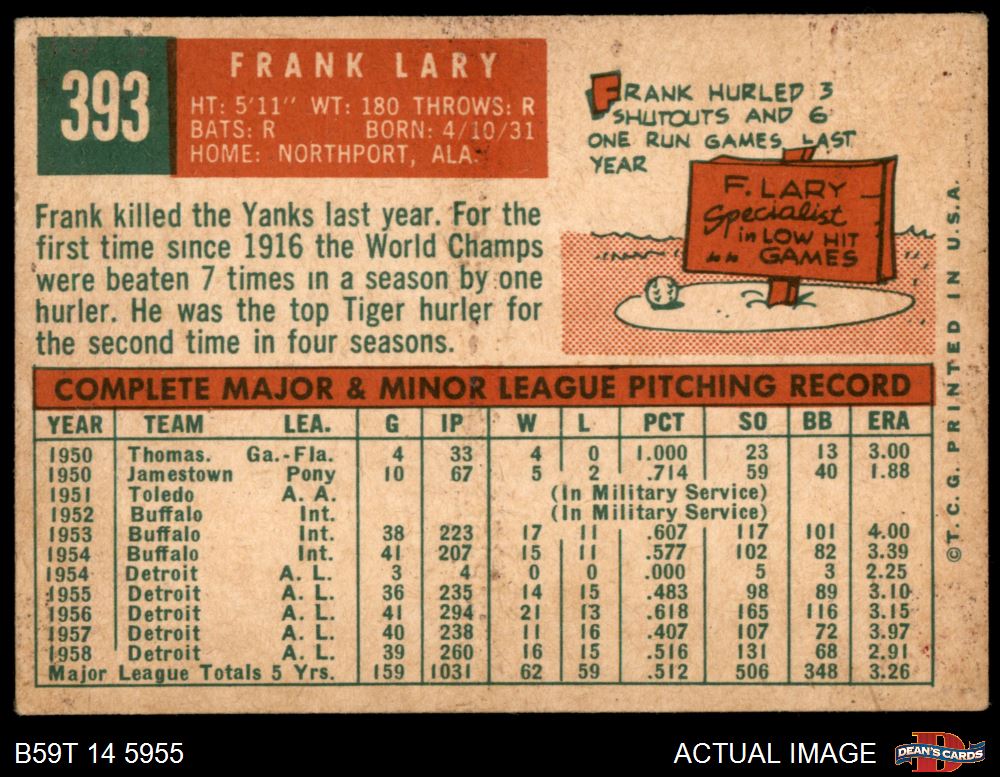 393
FRANK LARY
HT: 5'11" WT: 180 THROWS: R
BATS: R BORN: 4/10/31
HOME: NORTHPORT, ALA.
FRANK HURLED 3
SHUTOUTS AND 6
ONE RUN GAMES LAST
YEAR
F. LARY
Specialist
in LOW HIT
GAMES
Frank killed the Yanks last year. For the
first time since 1916 the World Champs
were beaten 7 times in a season by one
hurler. He was the top Tiger hurler for
the second time in four seasons.
COMPLETE MAJOR & MINOR LEAGUE PITCHING RECORD
YEAR TEAM LEA. G IP W L PCT SO BB ERA
1950 Thomas. Ga.-Fla. 4 33 4 0 1.000 23 13 3.00
1950 Jamestown Pony 10 67 5 2 .714 59 40 1.88
1951 Toledo A. A. (In Military Service)
1952 Buffalo Int. (In Military Service)
1953 Buffalo Int. 38 223 17 11 .607 117 101 4.00
1954 Buffalo Int. 41 207 15 11 .577 102 82 3.39
1954 Detroit A. L. 3 4 0 0 .000 5 3 2.25
1955 Detroit A. L. 36 235 14 15 .483 98 89 3.10
1956 Detroit A. L. 41 294 21 13 .618 165 116 3.15
1957 Detroit A. L. 40 238 11 16 .407 107 72 3.97
1958 Detroit A. L. 39 260 16 15 .516 131 68 2.91
Major League Totals 5 Yrs. 159 1031 62 59 .512 506 348 3.26
©T. C. G. PRINTED IN U.S.A.
B59T 14 5955
ACTUAL IMAGE
DEAN'S CARDS